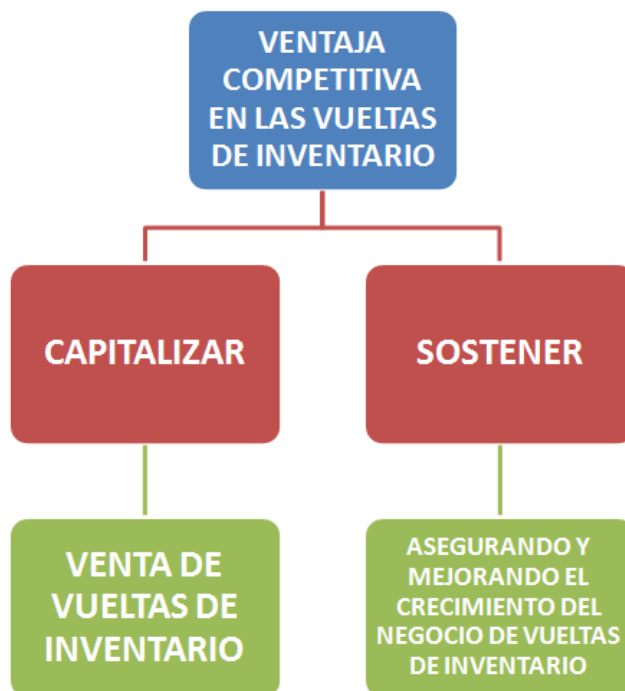 VENTAJA
COMPETITIVA
EN LAS VUELTAS
DE INVENTARIO
CAPITALIZAR
SOSTENER
VENTA DE
VUELTAS DE
INVENTARIO
ASEGURANDO Y
MEJORANDO EL
CRECIMIENTO DEL
NEGOCIO DE VUELTAS
DE INVENTARIO